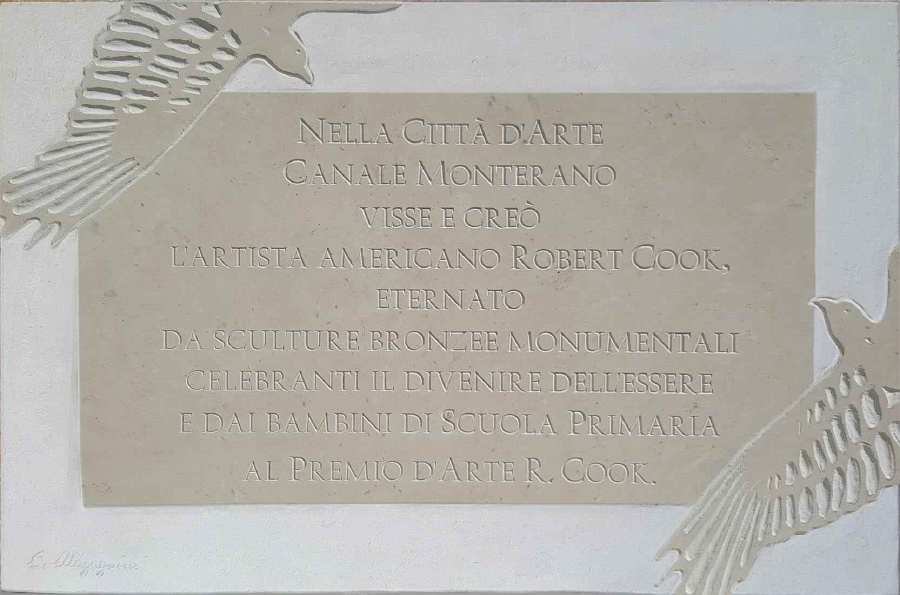 NELLA CITTÀ D'ARTE
CANALE MONTERANO
VISSE E CREÒ
L'ARTISTA AMERICANO ROBERT COOK,
ETERNATO
DA SCULTURE BRONZEE MONUMENTALI
CELEBRANTI IL DIVENIRE DELL'ESSERE
E DAI BAMBINI DI SCUOLA PRIMARIA
AL PREMIO D'ARTE R. COOK.